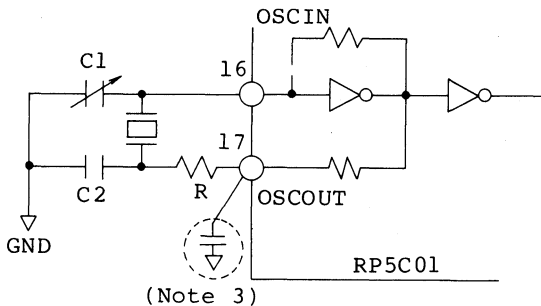 OSCIN
C1
16
17
C2
R
OSCOUT
GND
RP5C01
(Note 3)